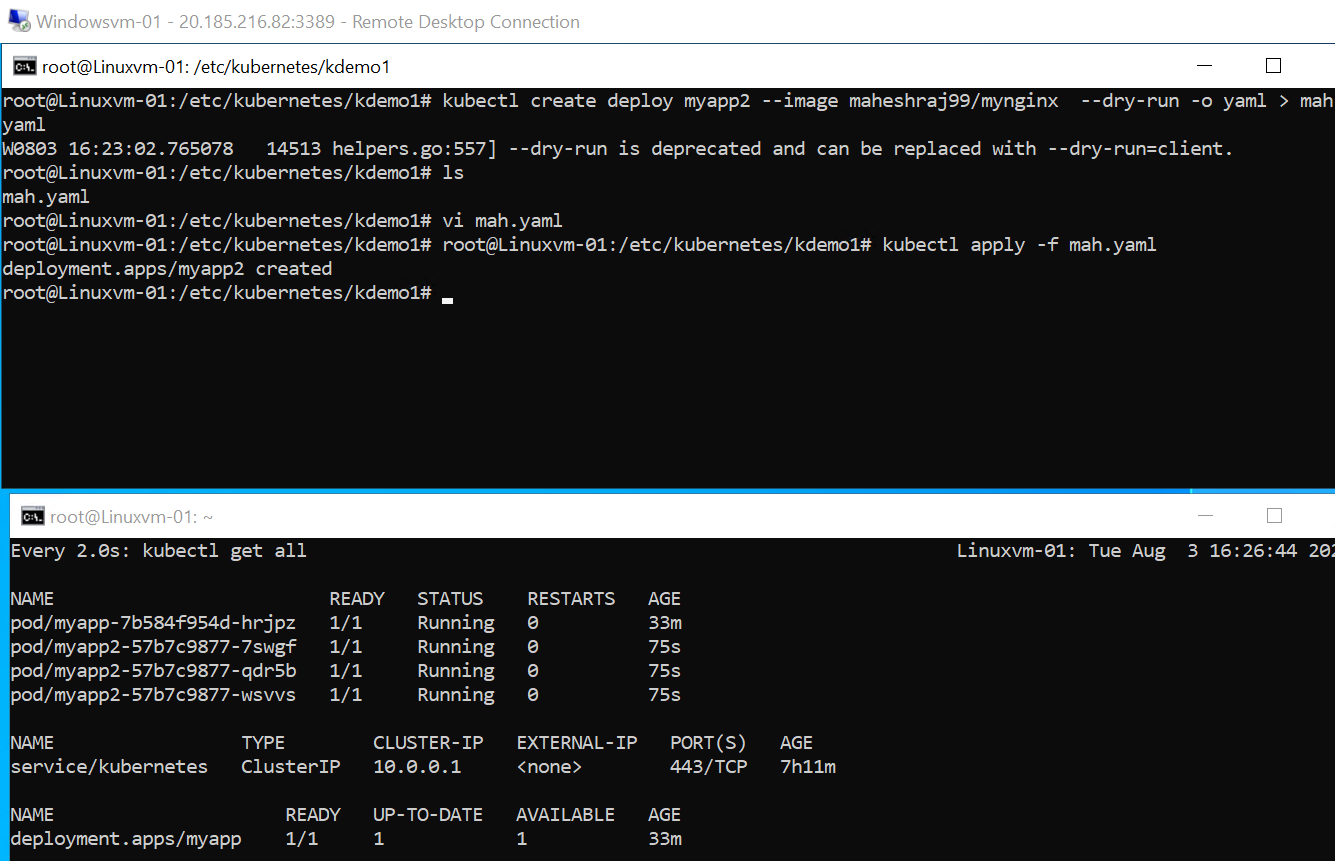 Windowsvm-01 - 20.185.216.82:3389 - Remote Desktop Connection
root@Linuxvm-01: /etc/kubernetes/kdemo1
root@Linuxvm-01:/etc/kubernetes/kdemo1# kubectl create deploy myapp2 --image maheshraj99/mynginx  --dry-run -o yaml > mah
yaml
W0803 16:23:02.765078   14513 helpers.go:557] --dry-run is deprecated and can be replaced with --dry-run=client.
root@Linuxvm-01:/etc/kubernetes/kdemo1# ls
mah.yaml
root@Linuxvm-01:/etc/kubernetes/kdemo1# vi mah.yaml
root@Linuxvm-01:/etc/kubernetes/kdemo1# root@Linuxvm-01:/etc/kubernetes/kdemo1# kubectl apply -f mah.yaml
deployment.apps/myapp2 created
root@Linuxvm-01:/etc/kubernetes/kdemo1#
root@Linuxvm-01: ~
Every 2.0s: kubectl get all Linuxvm-01: Tue Aug  3 16:26:44 202
NAME READY STATUS RESTARTS AGE
pod/myapp-7b584f954d-hrjpz 1/1 Running 0 33m
pod/myapp2-57b7c9877-7swgf 1/1 Running 0 75s
pod/myapp2-57b7c9877-qdr5b 1/1 Running 0 75s
pod/myapp2-57b7c9877-wsvvs 1/1 Running 0 75s
NAME TYPE CLUSTER-IP EXTERNAL-IP PORT(S) AGE
service/kubernetes ClusterIP 10.0.0.1 <none> 443/TCP 7h11m
NAME READY UP-TO-DATE AVAILABLE AGE
deployment.apps/myapp 1/1 1 1 33m